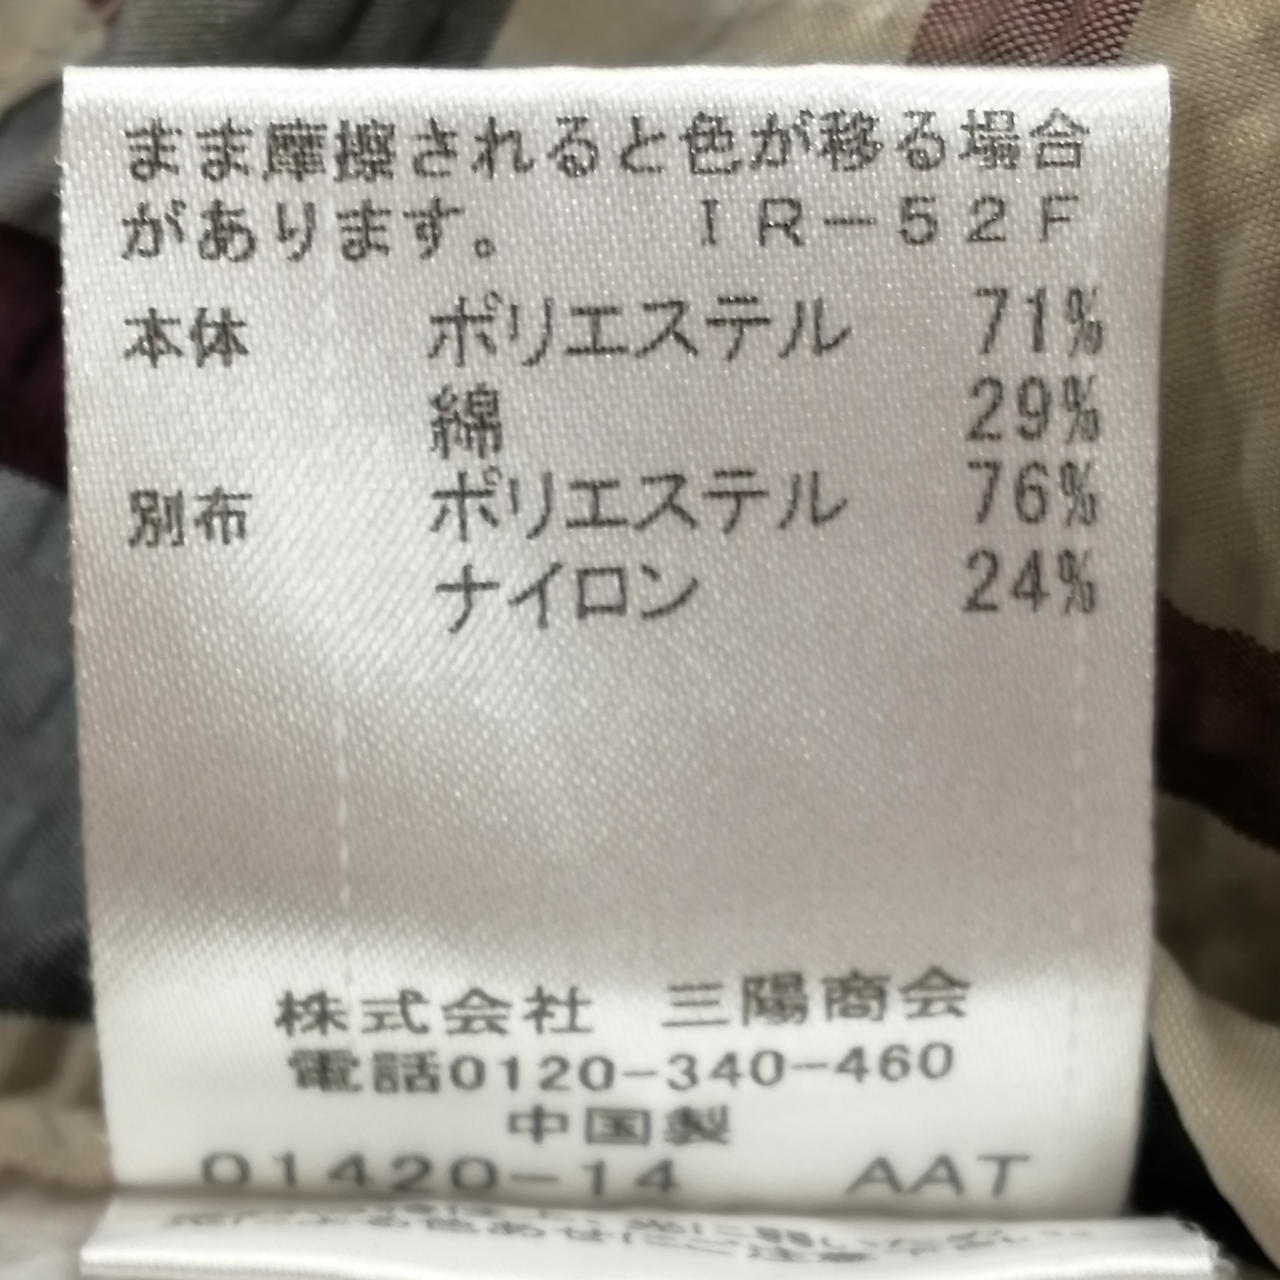 まま摩擦されると色が移る場合
があります。 IR-52F
本体 ポリエステル 71%
綿 29%
別布 ポリエステル 76%
ナイロン 24%
株式会社 三陽商会
電話0120-340-460
中国製
01420-14 AAT